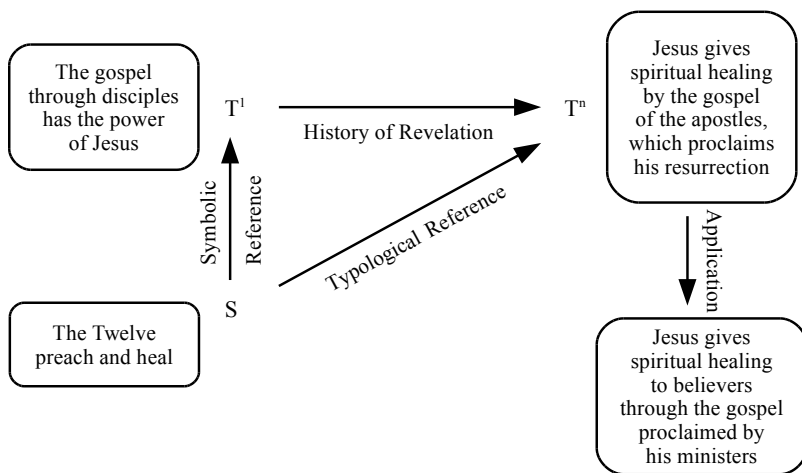 The gospel
through disciples
has the power
of Jesus
T¹
History of Revelation
Tⁿ
Jesus gives
spiritual healing
by the gospel
of the apostles,
which proclaims
his resurrection
Symbolic
Reference
Typological Reference
Application
S
The Twelve
preach and heal
Jesus gives
spiritual healing
to believers
through the gospel
proclaimed by
his ministers